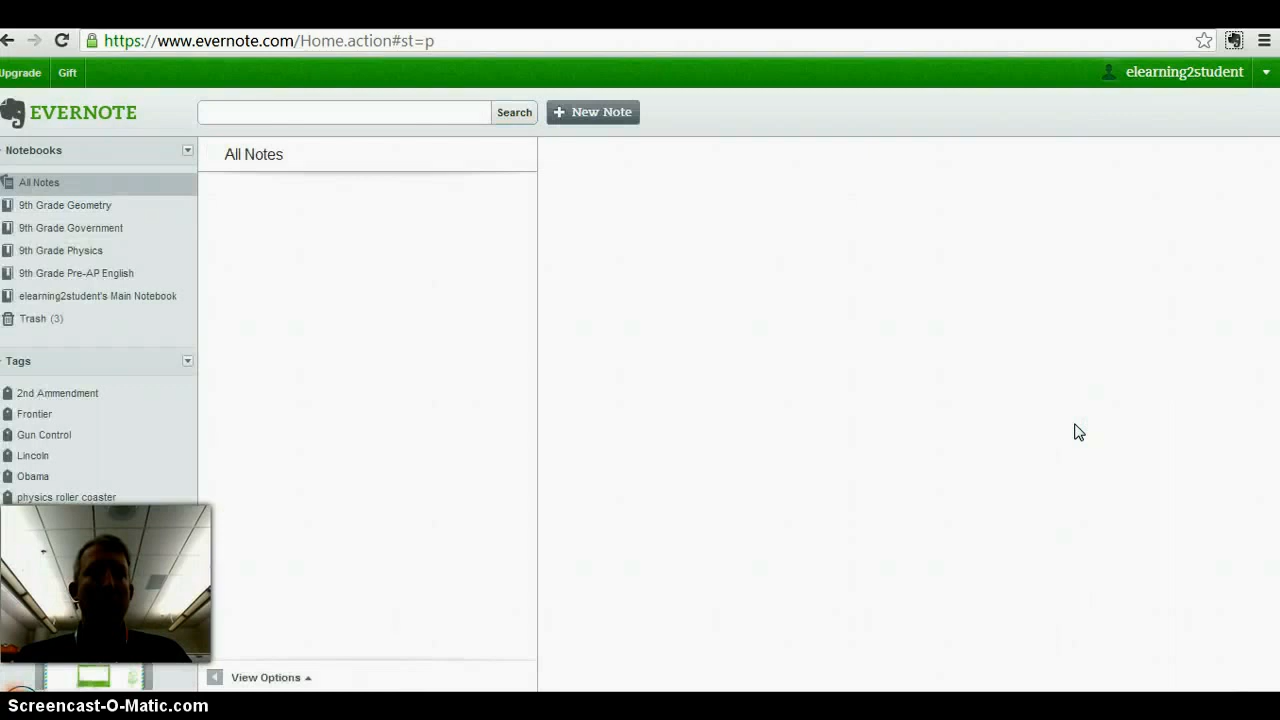 https://www.evernote.com/Home.action#st=p
Upgrade Gift elearning2student
EVERNOTE Search + New Note
Notebooks
All Notes
9th Grade Geometry
9th Grade Government
9th Grade Physics
9th Grade Pre-AP English
elearning2student's Main Notebook
Trash (3)
Tags
2nd Ammendment
Frontier
Gun Control
Lincoln
Obama
physics roller coaster
All Notes
View Options
Screencast-O-Matic.com